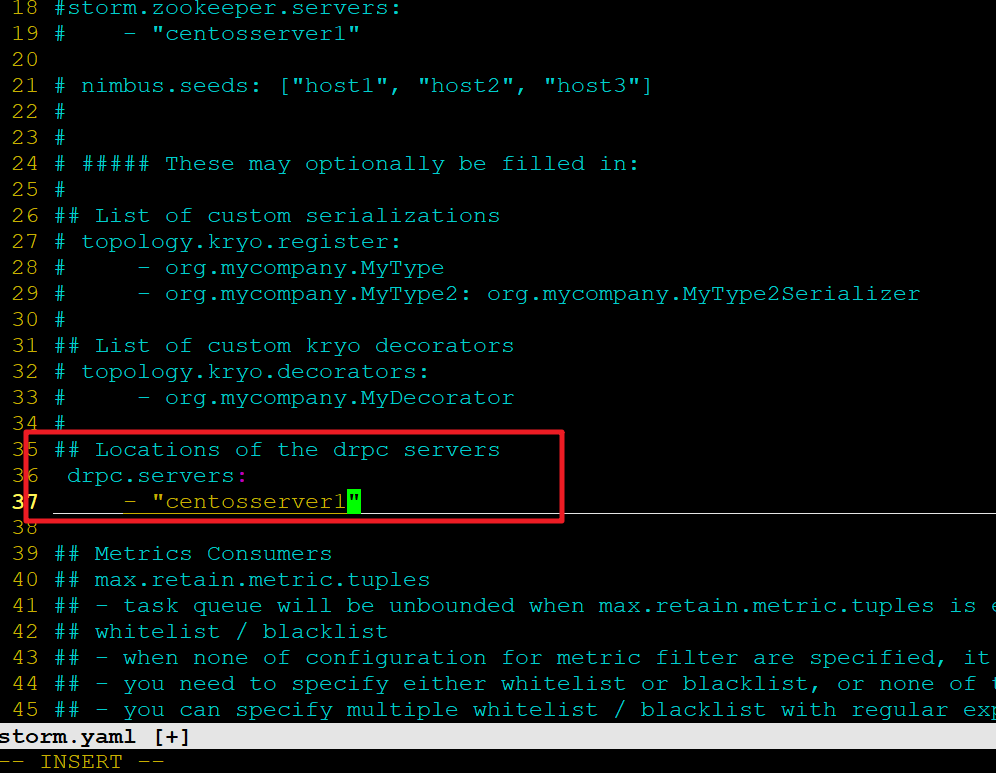 18 #storm.zookeeper.servers:
19 #    - "centosserver1"
20
21 # nimbus.seeds: ["host1", "host2", "host3"]
22 #
23 #
24 # ##### These may optionally be filled in:
25 #
26 ## List of custom serializations
27 # topology.kryo.register:
28 #     - org.mycompany.MyType
29 #     - org.mycompany.MyType2: org.mycompany.MyType2Serializer
30 #
31 ## List of custom kryo decorators
32 # topology.kryo.decorators:
33 #     - org.mycompany.MyDecorator
34 #
35 ## Locations of the drpc servers
36  drpc.servers:
37      - "centosserver1"
38
39 ## Metrics Consumers
40 ## max.retain.metric.tuples
41 ## - task queue will be unbounded when max.retain.metric.tuples is
42 ## whitelist / blacklist
43 ## - when none of configuration for metric filter are specified, it
44 ## - you need to specify either whitelist or blacklist, or none of
45 ## - you can specify multiple whitelist / blacklist with regular
storm.yaml [+]
-- INSERT --